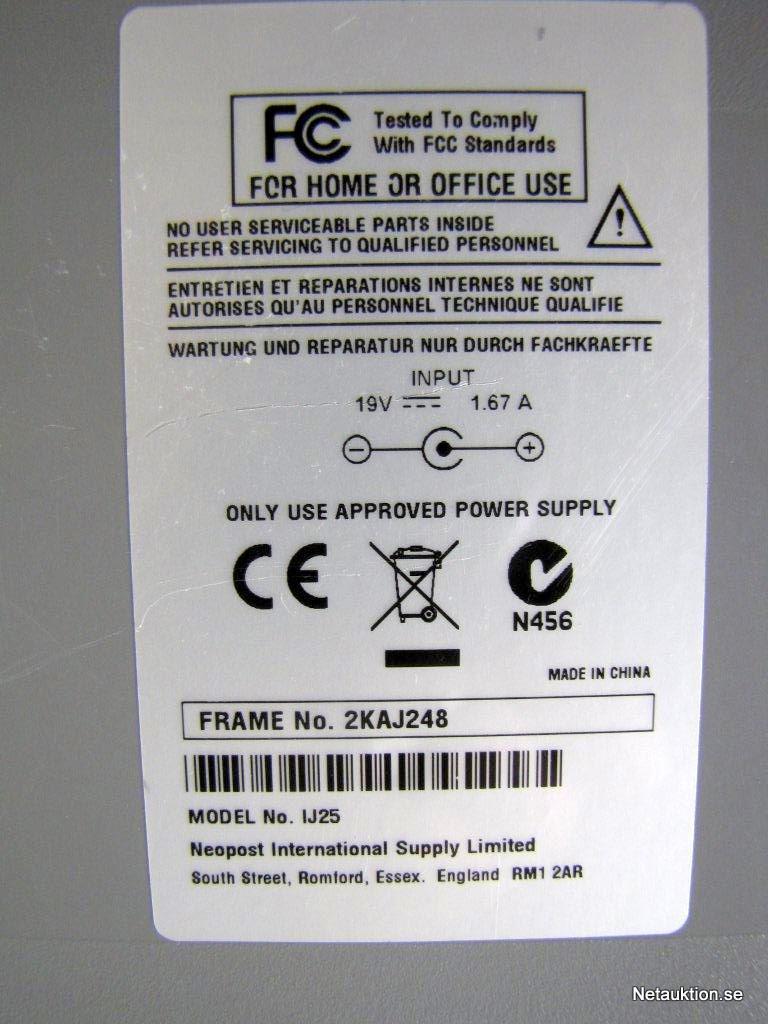 FC Tested To Comply
With FCC Standards
FOR HOME OR OFFICE USE
NO USER SERVICEABLE PARTS INSIDE
REFER SERVICING TO QUALIFIED PERSONNEL
ENTRETIEN ET REPARATIONS INTERNES NE SONT
AUTORISES QU'AU PERSONNEL TECHNIQUE QUALIFIE
WARTUNG UND REPARATUR NUR DURCH FACHKRAEFTE
INPUT
19V 1.67 A
ONLY USE APPROVED POWER SUPPLY
CE
N456
MADE IN CHINA
FRAME No. 2KAJ248
MODEL No. IJ25
Neopost International Supply Limited
South Street, Romford, Essex. England RM1 2AR
Netauktion.se